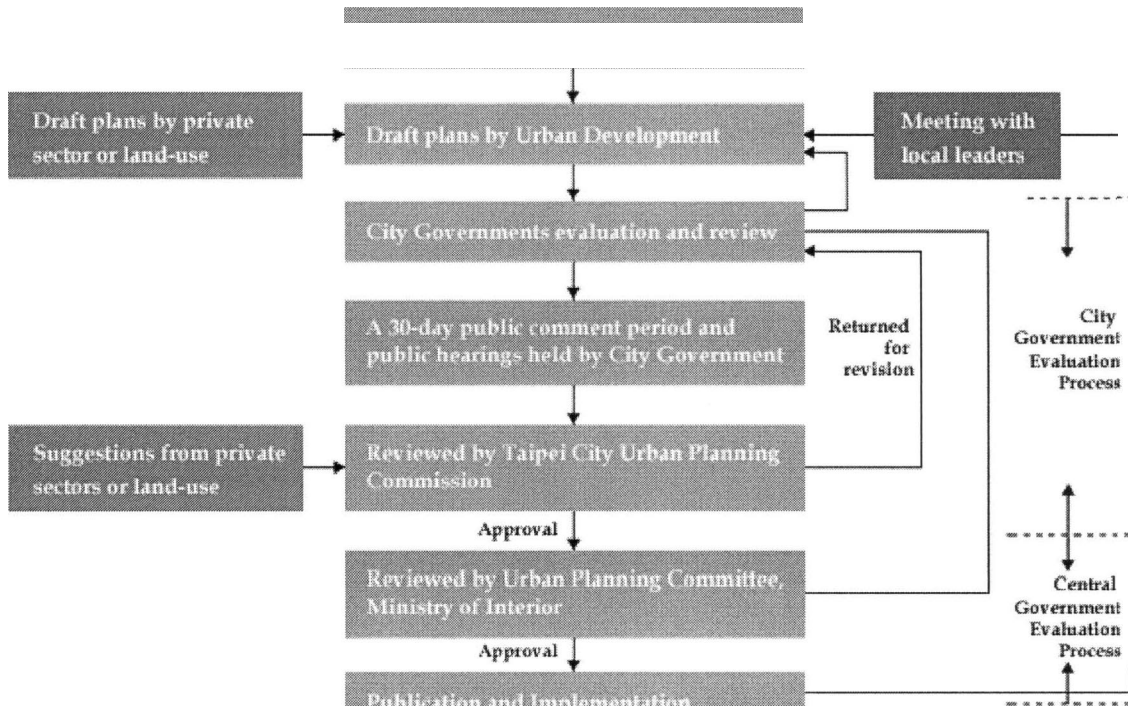 Draft plans by private
sector or land-use
Draft plans by Urban Development
Meeting with
local leaders
City Governments evaluation and review
A 30-day public comment period and
public hearings held by City Government
Returned
for
revision
City
Government
Evaluation
Process
Suggestions from private
sectors or land-use
Reviewed by Taipei City Urban Planning
Commission
Approval
Reviewed by Urban Planning Committee,
Ministry of Interior
Central
Government
Evaluation
Process
Approval
Publication and Implementation